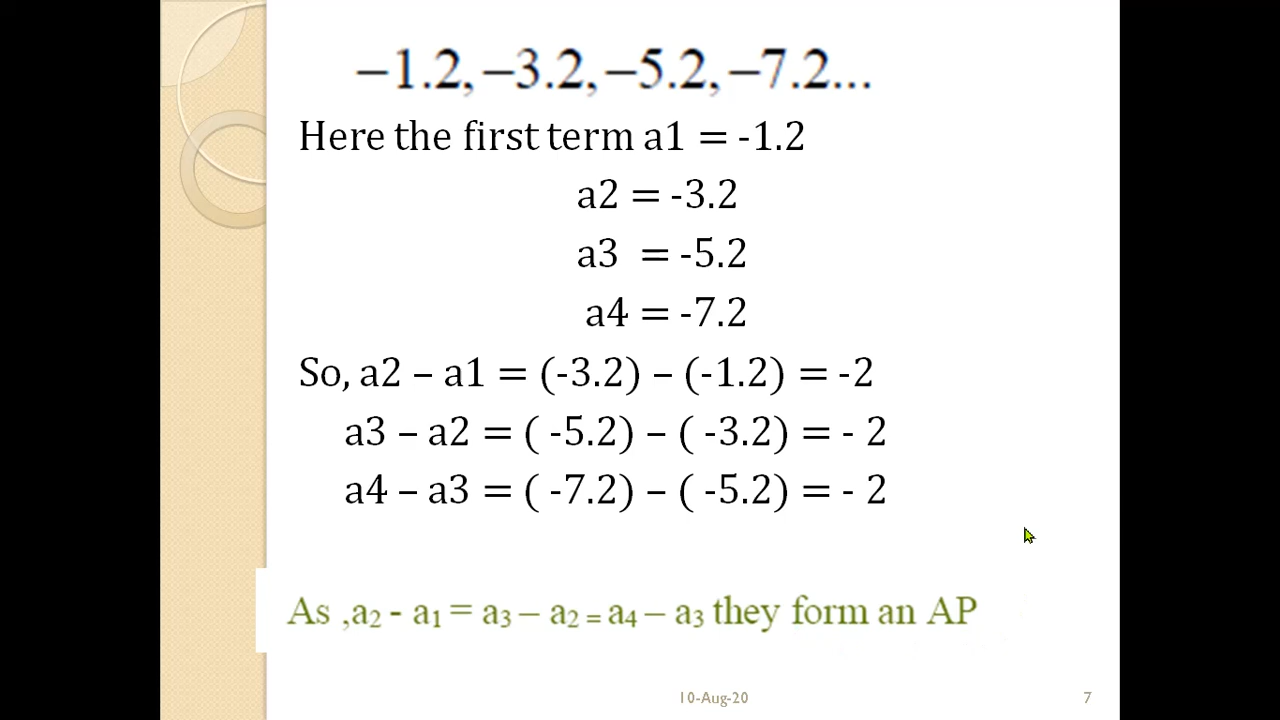 −1.2, −3.2, −5.2, −7.2...
Here the first term a1 = -1.2
a2 = -3.2
a3 = -5.2
a4 = -7.2
So, a2 – a1 = (-3.2) – (-1.2) = -2
a3 – a2 = ( -5.2) – ( -3.2) = - 2
a4 – a3 = ( -7.2) – ( -5.2) = - 2
As ,a₂ - a₁ = a₃ – a₂ = a₄ – a₃ they form an AP
10-Aug-20
7